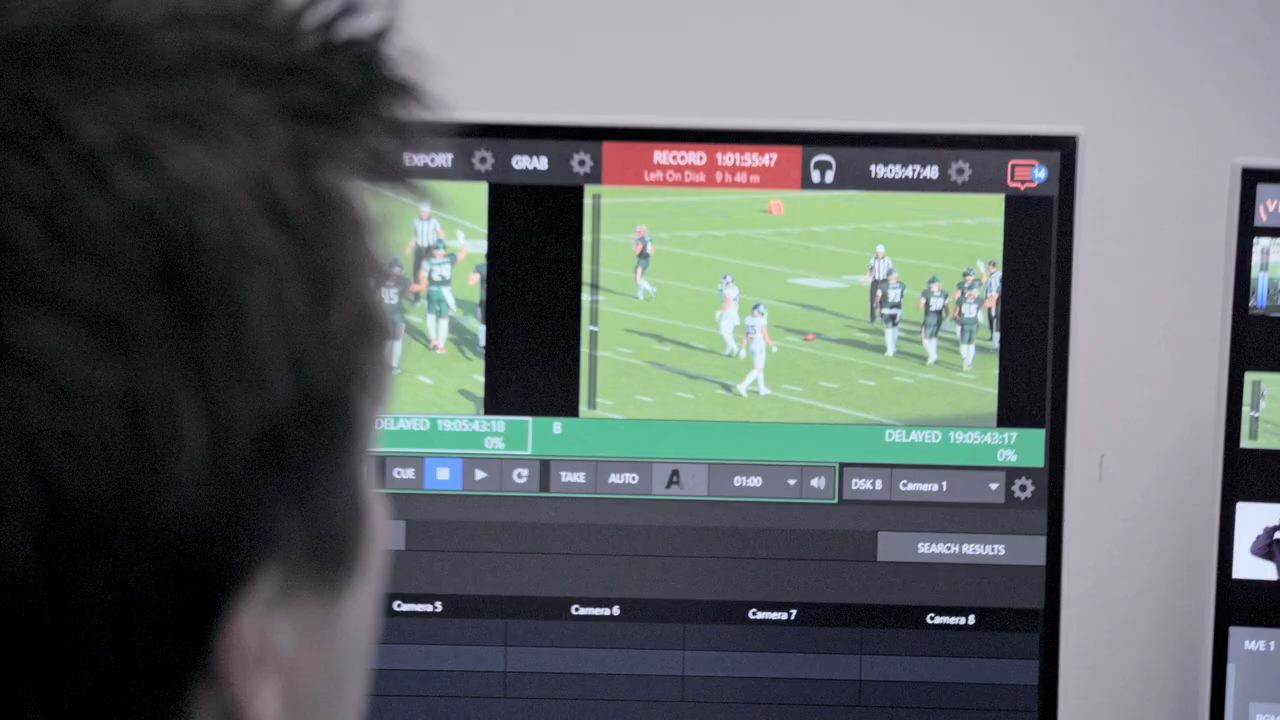 EXPORT
GRAB
RECORD 1:01:55:47
Left On Disk 9 h 48 m
19:05:47:48
14
24
DELAYED 19:05:43:18
0%
B
DELAYED 19:05:43:17
0%
CUE
TAKE
AUTO
A
01:00
DSK B
Camera 1
SEARCH RESULTS
Camera 5
Camera 6
Camera 7
Camera 8
M/E 1